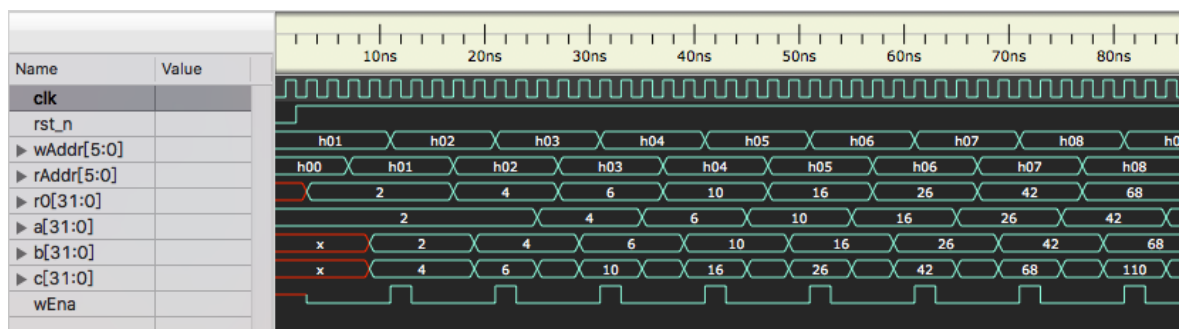 10ns 20ns 30ns 40ns 50ns 60ns 70ns 80ns
Name Value
clk
rst_n
wAddr[5:0] h01 h02 h03 h04 h05 h06 h07 h08 h0
rAddr[5:0] h00 h01 h02 h03 h04 h05 h06 h07 h08
r0[31:0] 2 4 6 10 16 26 42 68
a[31:0] 2 4 6 10 16 26 42
b[31:0] x 2 4 6 10 16 26 42 68
c[31:0] x 4 6 10 16 26 42 68 110
wEna